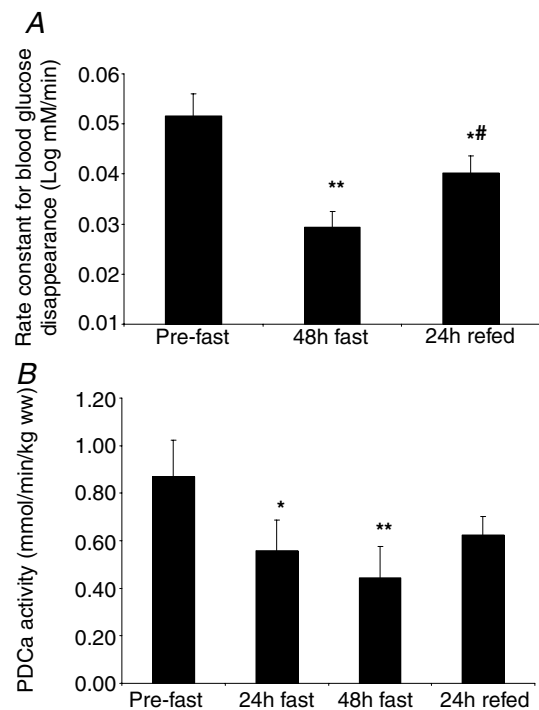 A
Rate constant for blood glucose
disappearance (Log mM/min)
0.06
0.05
0.04
0.03
0.02
0.01
**
*#
Pre-fast 48h fast 24h refed
B
PDCa activity (mmol/min/kg ww)
1.20
1.00
0.80
0.60
0.40
0.20
0.00
*
**
Pre-fast 24h fast 48h fast 24h refed